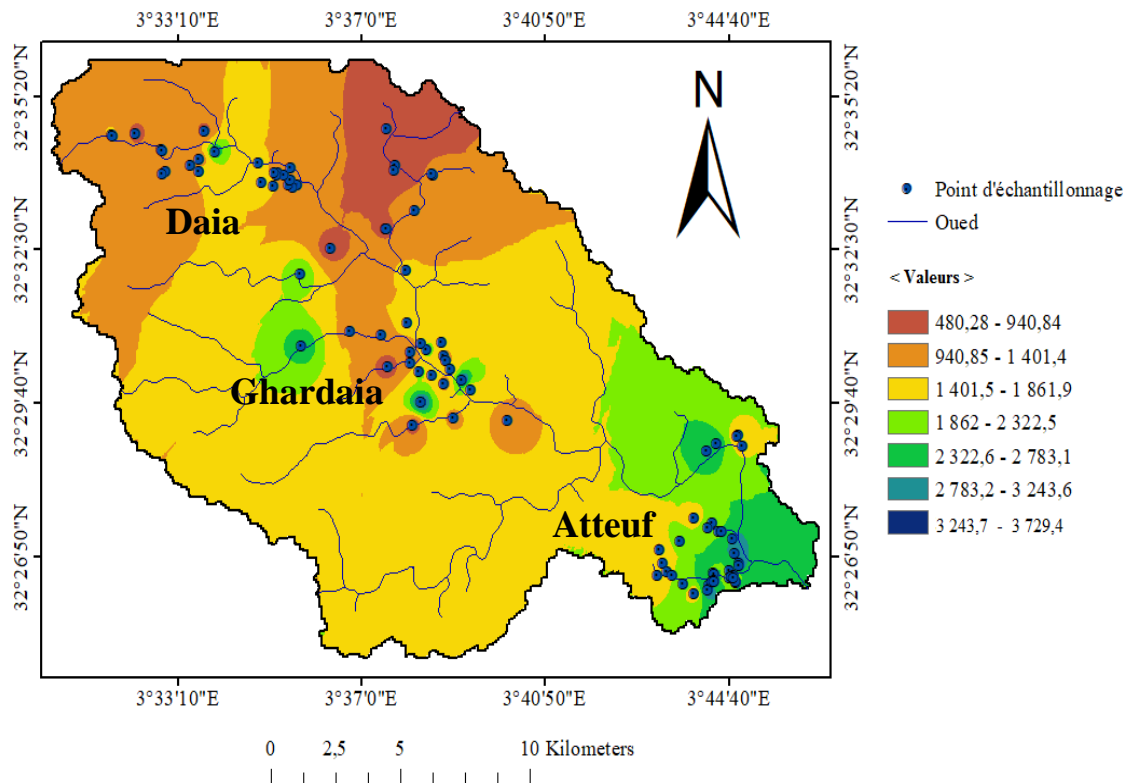 3°33'10"E 3°37'0"E 3°40'50"E 3°44'40"E
32°35'20"N 32°35'20"N
N
Point d'échantillonnage
Oued
Daia
32°32'30"N 32°32'30"N
< Valeurs >
480,28 - 940,84
940,85 - 1 401,4
1 401,5 - 1 861,9
1 862 - 2 322,5
2 322,6 - 2 783,1
2 783,2 - 3 243,6
3 243,7 - 3 729,4
Ghardaia
32°29'40"N 32°29'40"N
Atteuf
32°26'50"N 32°26'50"N
3°33'10"E 3°37'0"E 3°40'50"E 3°44'40"E
0 2,5 5 10 Kilometers